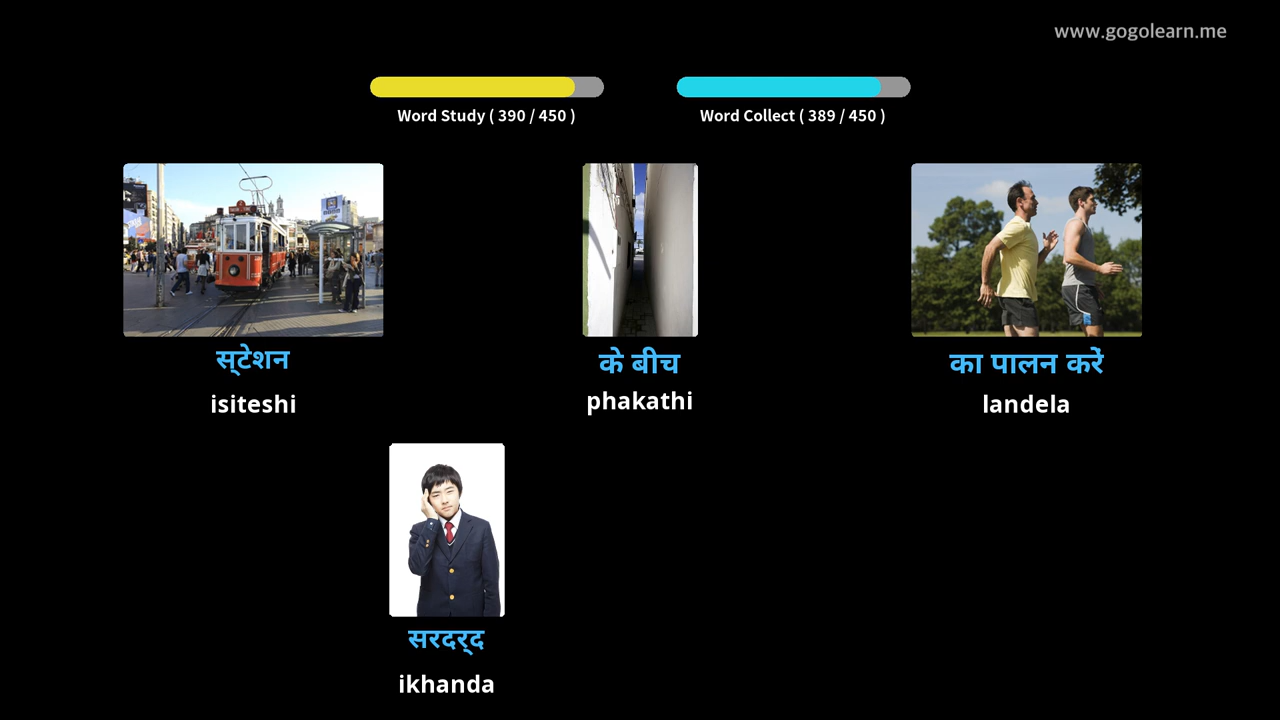 www.gogolearn.me
Word Study ( 390 / 450 )
Word Collect ( 389 / 450 )
स्टेशन
isiteshi
के बीच
phakathi
का पालन करें
landela
सरदर्द
ikhanda